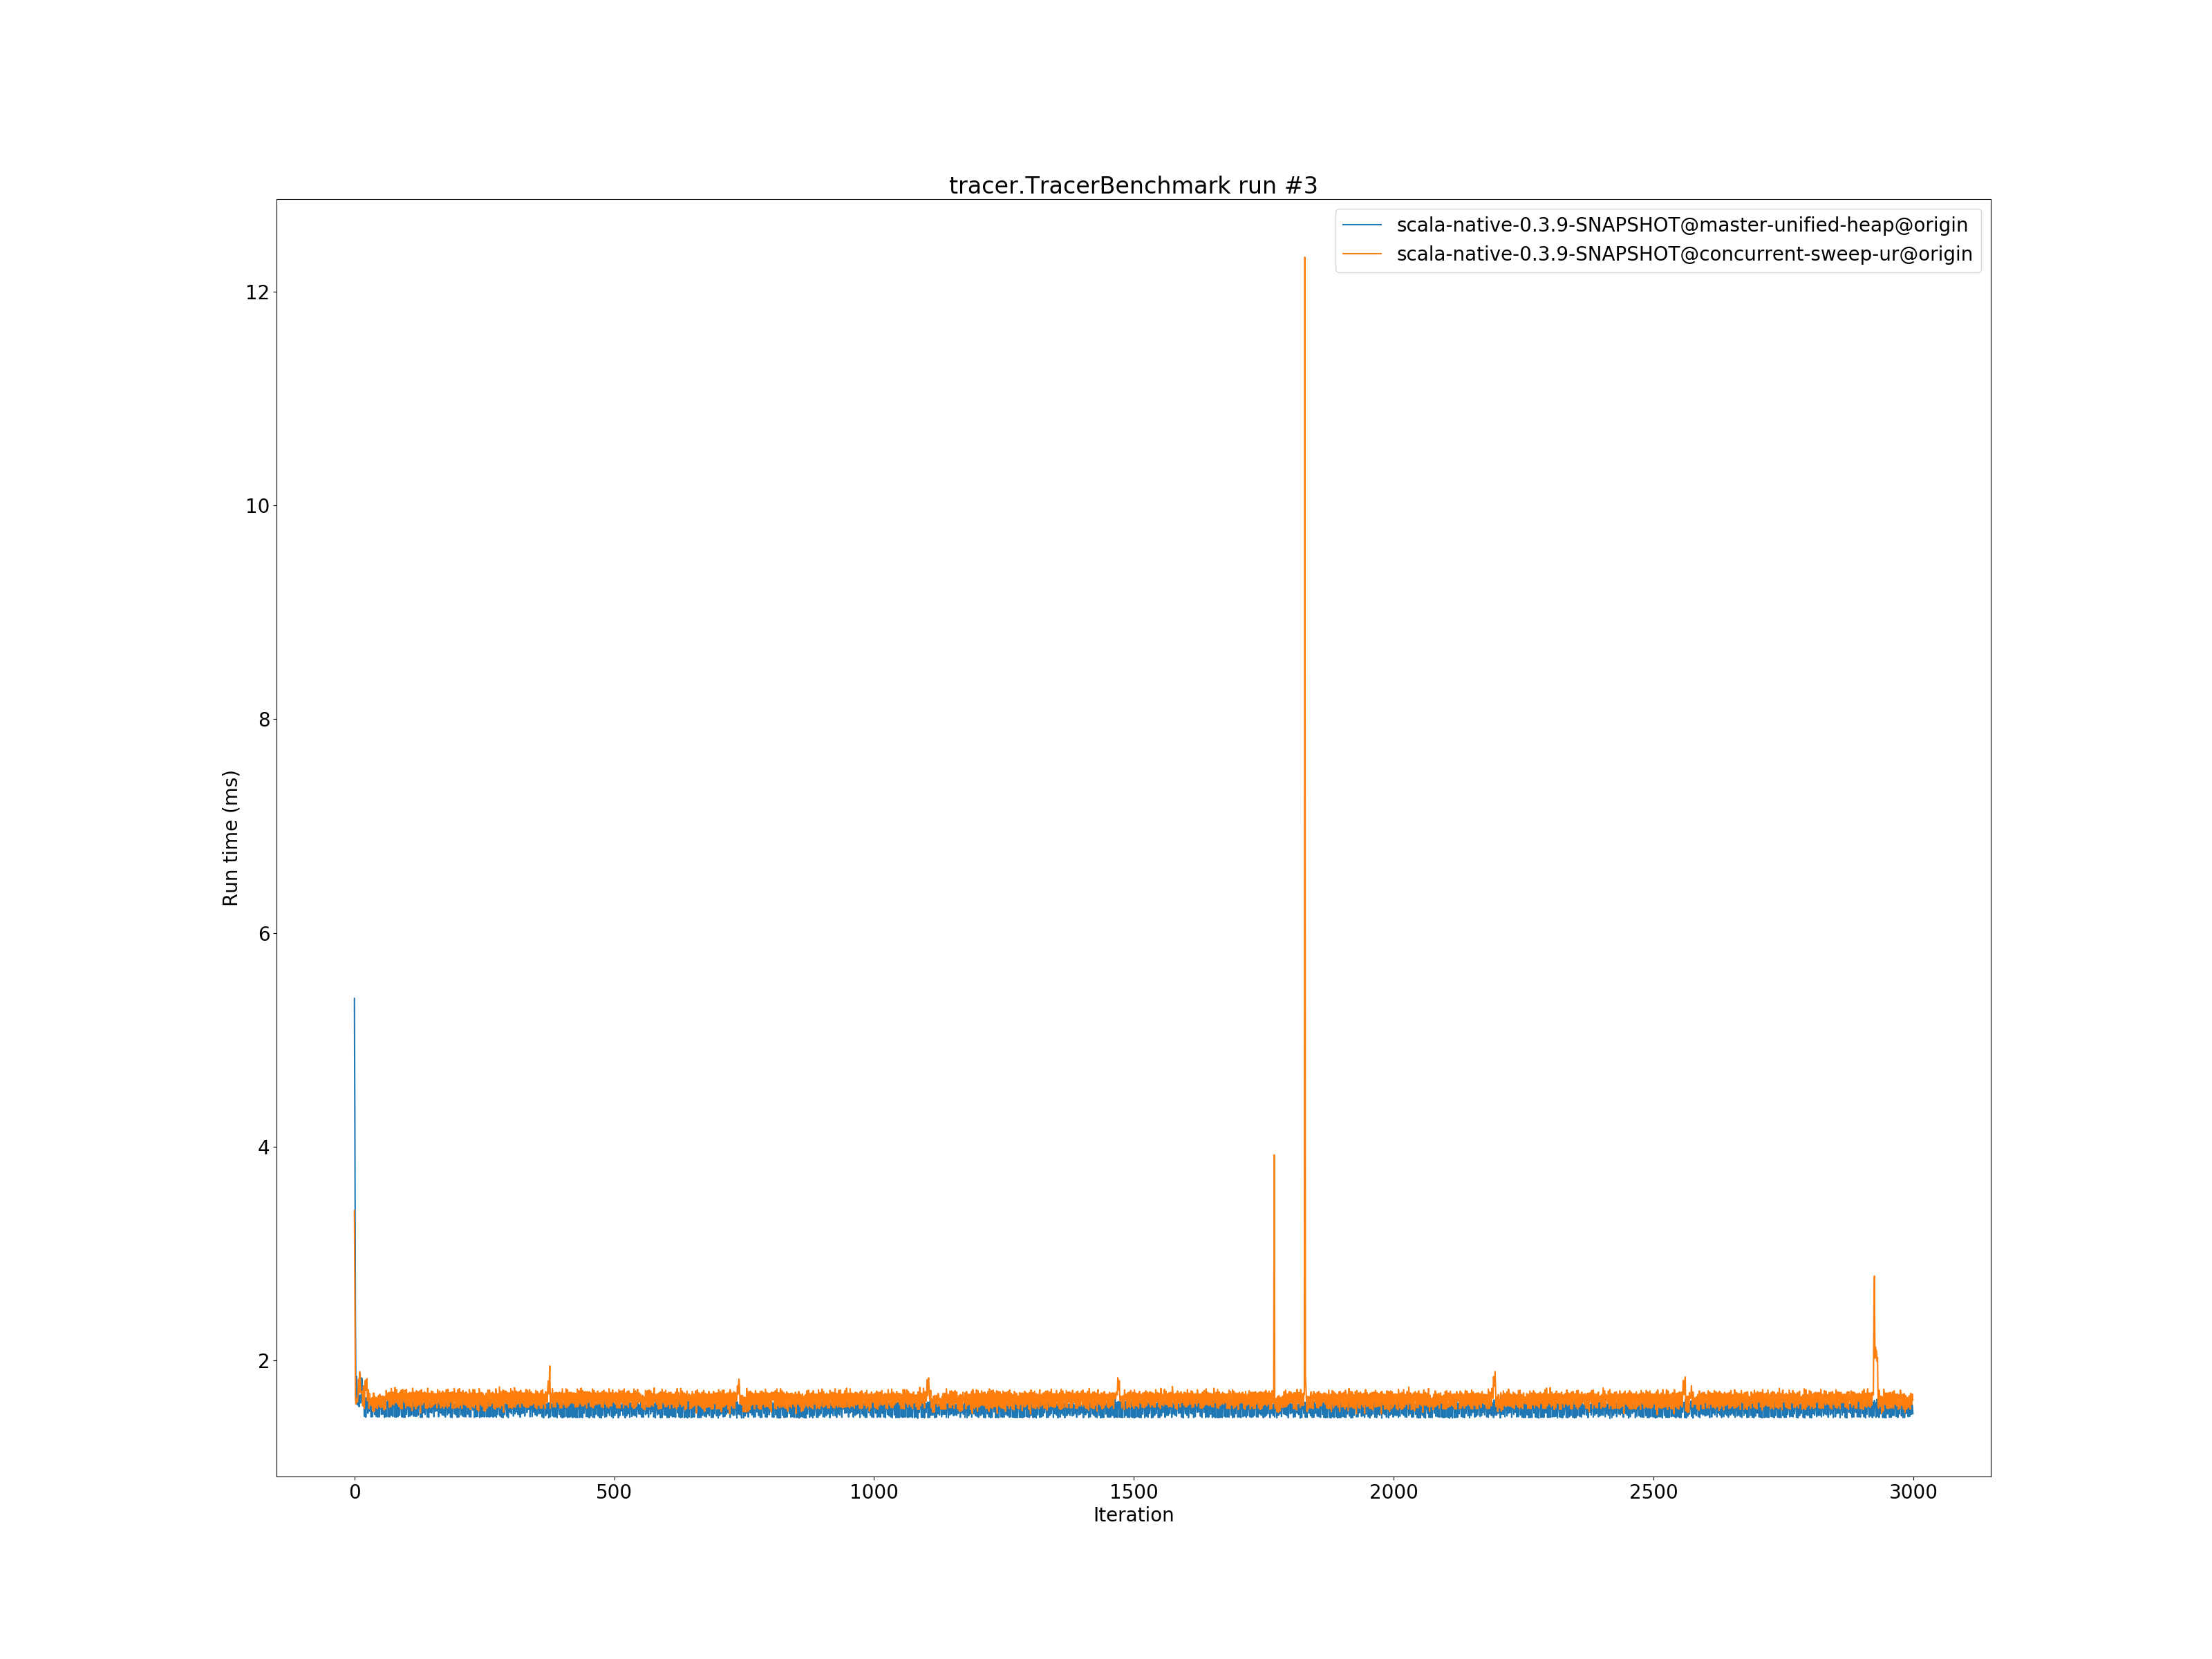 tracer.TracerBenchmark run #3
scala-native-0.3.9-SNAPSHOT@master-unified-heap@origin
scala-native-0.3.9-SNAPSHOT@concurrent-sweep-ur@origin
12
10
8
6
4
2
Run time (ms)
0 500 1000 1500 2000 2500 3000
Iteration